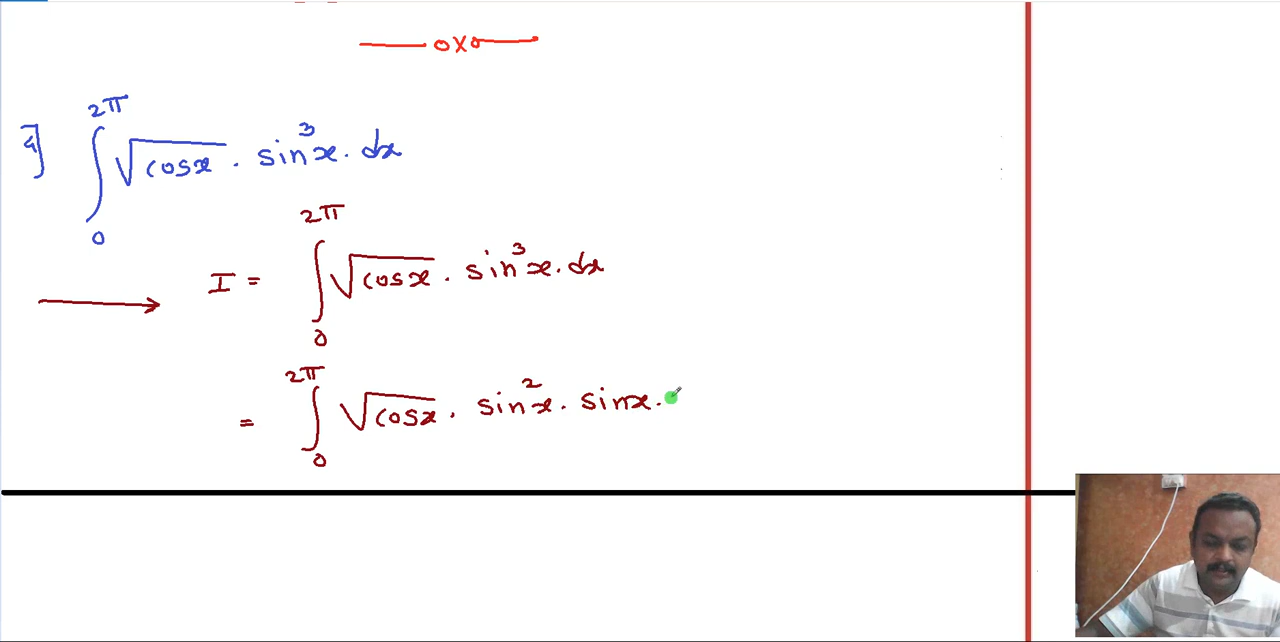 oxo
4] ∫₀^2π √cosx · sin³x · dx
I = ∫₀^2π √cosx · sin³x · dx
= ∫₀^2π √cosx · sin²x · sinx ·